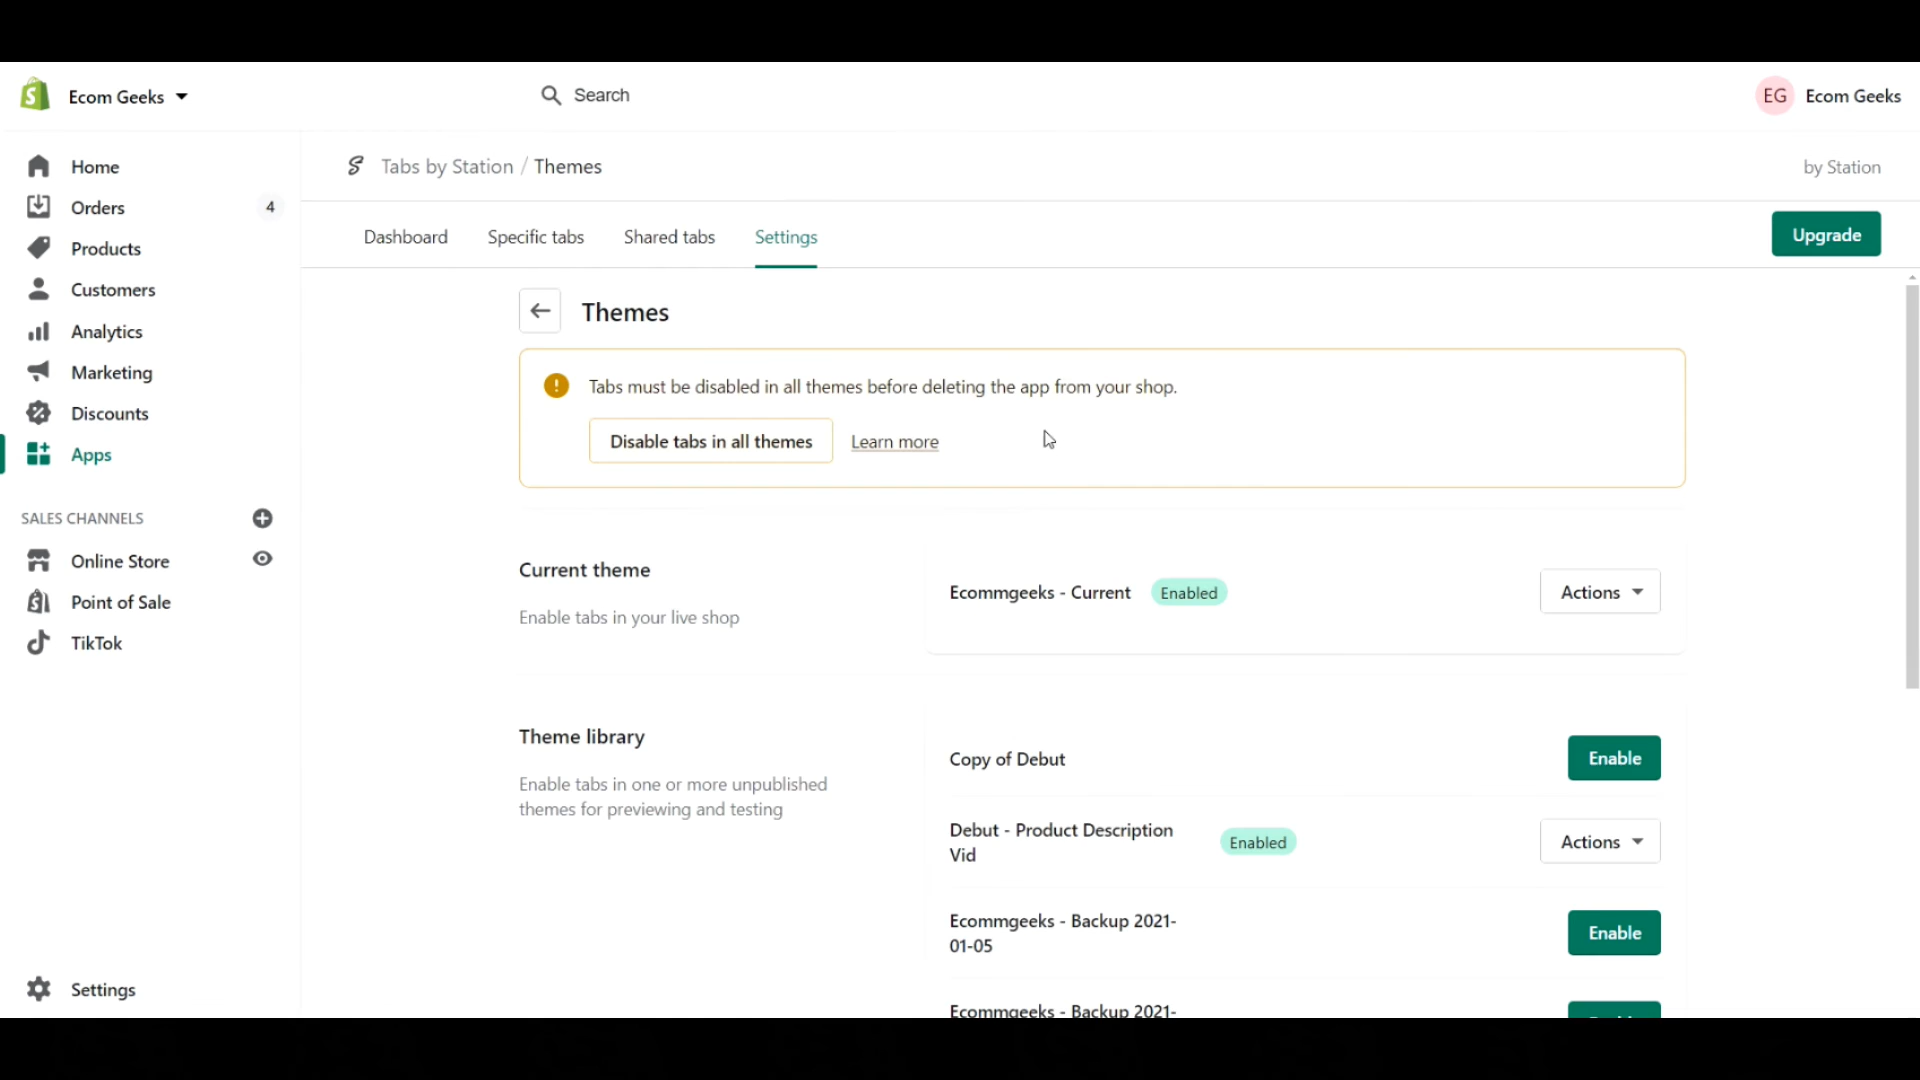 Ecom Geeks
Search
EG Ecom Geeks
Home
Orders 4
Products
Customers
Analytics
Marketing
Discounts
Apps
SALES CHANNELS
Online Store
Point of Sale
TikTok
Settings
Tabs by Station / Themes
by Station
Dashboard Specific tabs Shared tabs Settings
Upgrade
Themes
Tabs must be disabled in all themes before deleting the app from your shop.
Disable tabs in all themes Learn more
Current theme
Enable tabs in your live shop
Ecommgeeks - Current Enabled Actions
Theme library
Enable tabs in one or more unpublished
themes for previewing and testing
Copy of Debut Enable
Debut - Product Description
Vid
Enabled Actions
Ecommgeeks - Backup 2021-
01-05
Enable
Ecommgeeks - Backup 2021-